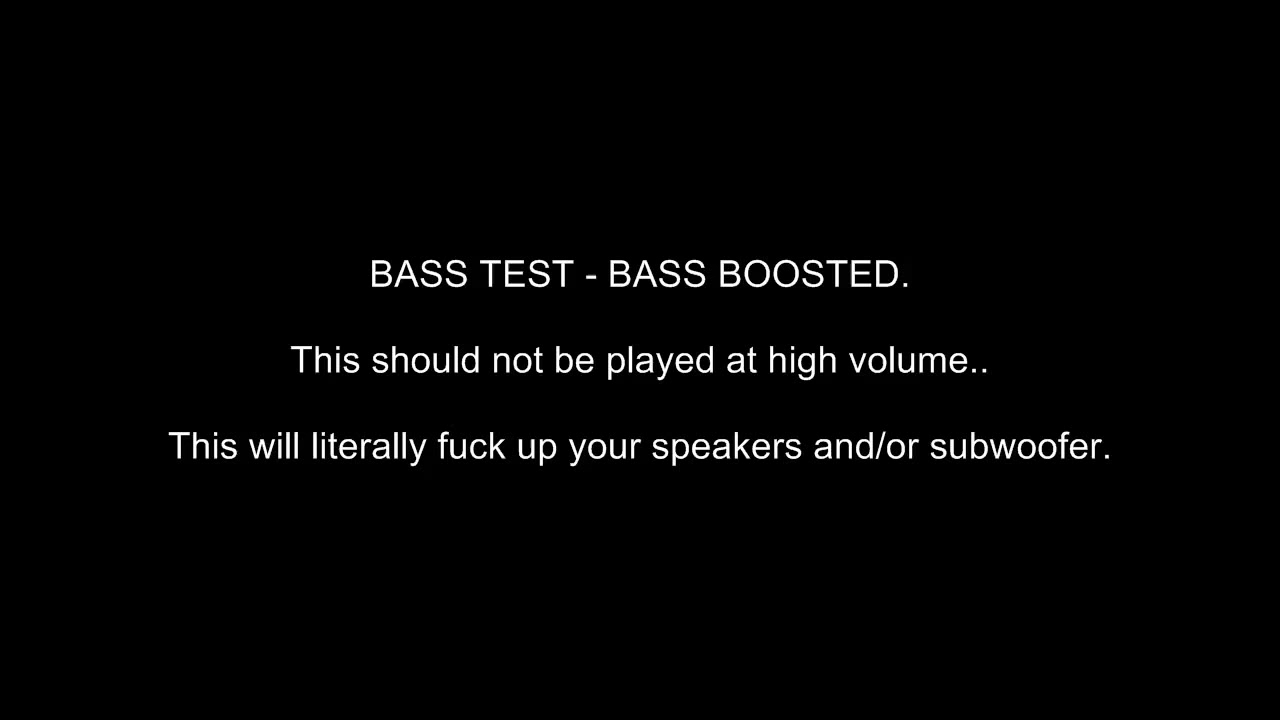 BASS TEST - BASS BOOSTED.
This should not be played at high volume..
This will literally fuck up your speakers and/or subwoofer.